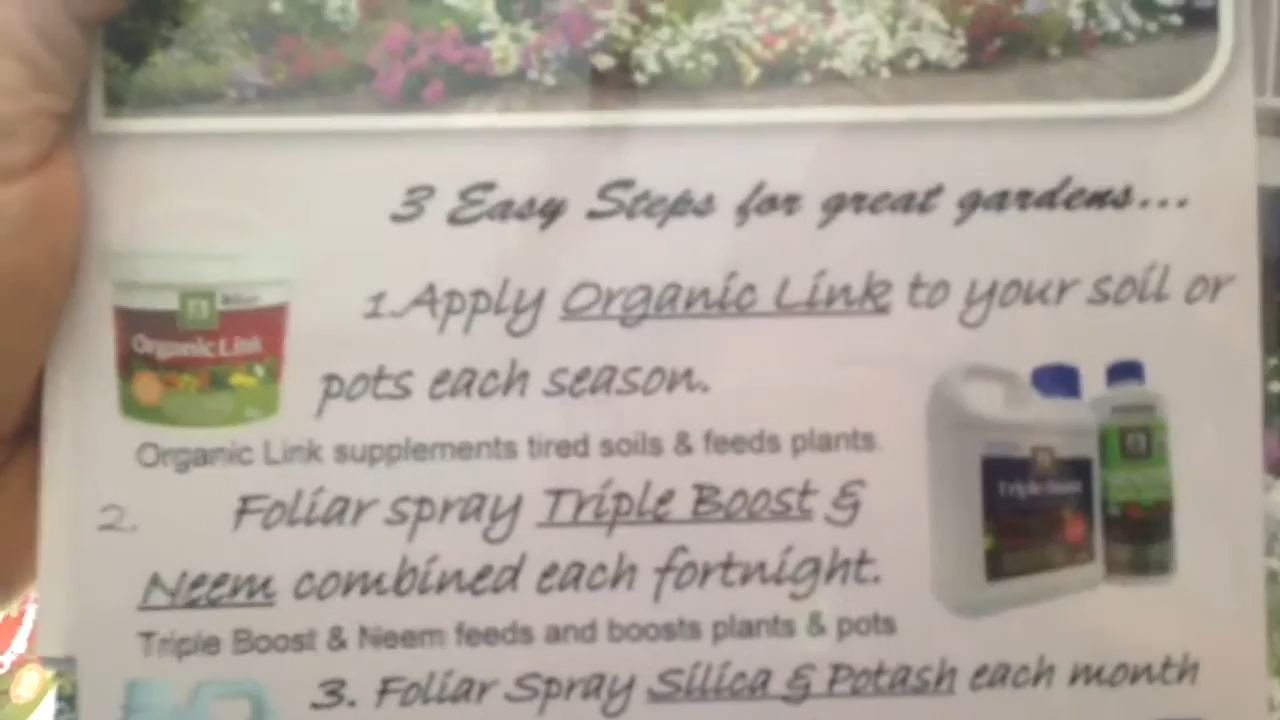 3 Easy Steps for great gardens...
1.Apply Organic Link to your soil or
pots each season.
Organic Link
Organic Link supplements tired soils & feeds plants.
2. Foliar spray Triple Boost &
Neem combined each fortnight.
Triple Boost
Triple Boost & Neem feeds and boosts plants & pots
3. Foliar Spray Silica & Potash each month